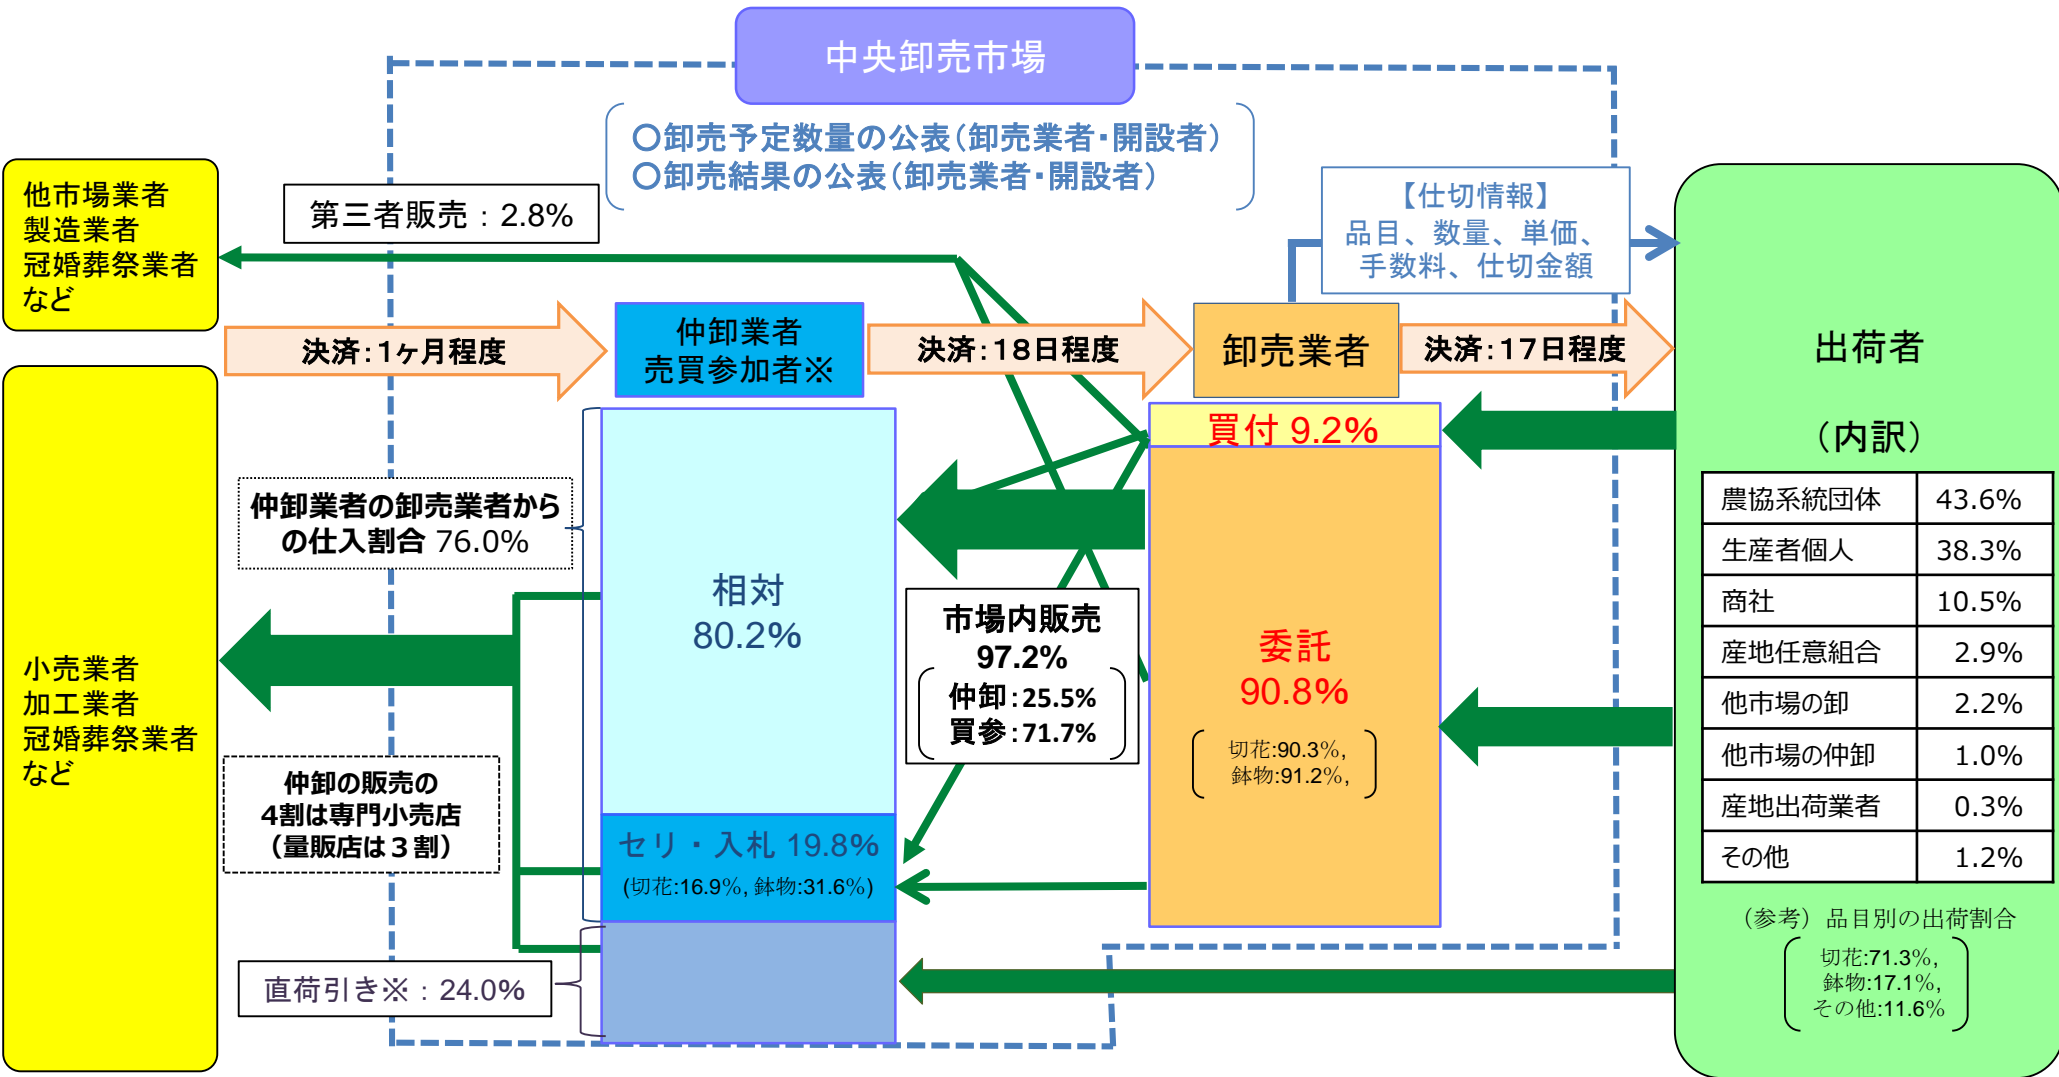 中央卸売市場
〇卸売予定数量の公表（卸売業者・開設者）
〇卸売結果の公表（卸売業者・開設者）
他市場業者
製造業者
冠婚葬祭業者
など
第三者販売：2.8%
【仕切情報】
品目、数量、単価、
手数料、仕切金額
決済：1ヶ月程度
仲卸業者
売買参加者※
決済：18日程度
卸売業者
決済：17日程度
出荷者
（内訳）
農協系統団体 43.6%
生産者個人 38.3%
商社 10.5%
産地任意組合 2.9%
他市場の卸 2.2%
他市場の仲卸 1.0%
産地出荷業者 0.3%
その他 1.2%
（参考）品目別の出荷割合
切花:71.3%,
鉢物:17.1%,
その他:11.6%
買付 9.2%
委託
90.8%
切花:90.3%,
鉢物:91.2%,
仲卸業者の卸売業者から
の仕入割合 76.0%
相対
80.2%
市場内販売
97.2%
仲卸：25.5%
買参：71.7%
小売業者
加工業者
冠婚葬祭業者
など
仲卸の販売の
4割は専門小売店
（量販店は３割）
セリ・入札 19.8%
(切花:16.9%, 鉢物:31.6%)
直荷引き※：24.0%